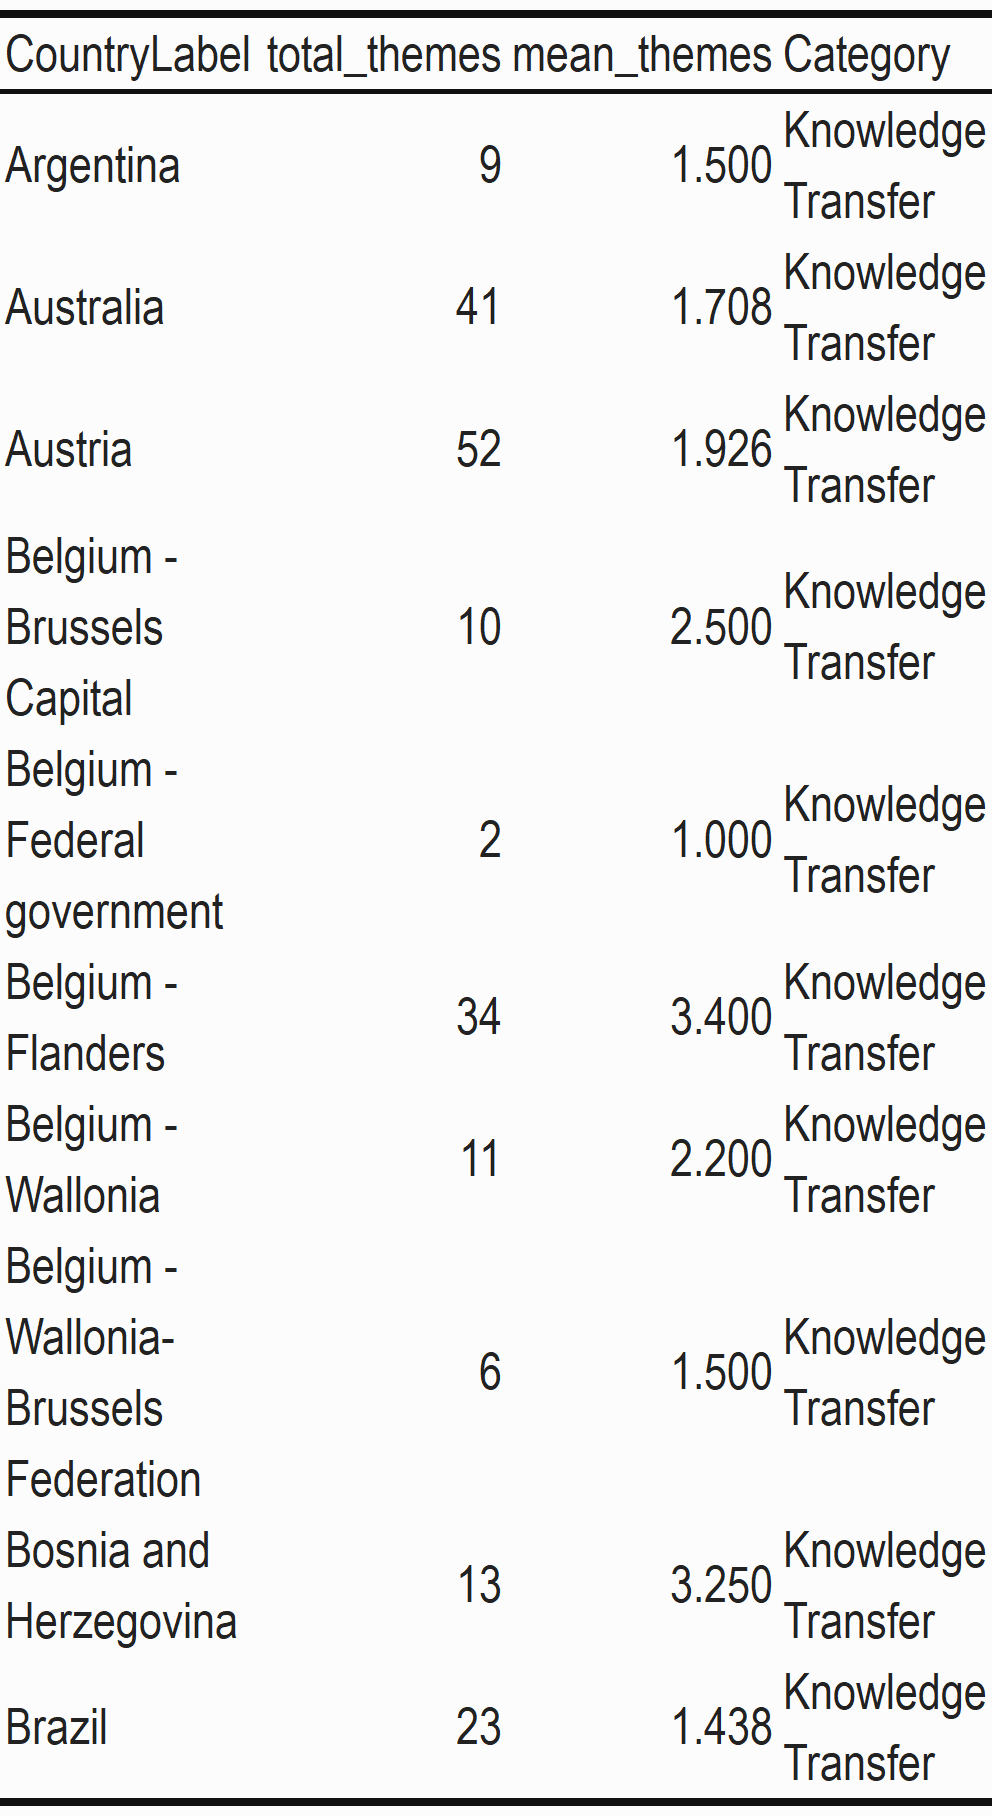 CountryLabel total_themes mean_themes Category
Argentina 9 1.500 Knowledge
Transfer
Australia 41 1.708 Knowledge
Transfer
Austria 52 1.926 Knowledge
Transfer
Belgium -
Brussels 10 2.500 Knowledge
Capital Transfer
Belgium -
Federal 2 1.000 Knowledge
government Transfer
Belgium - 34 3.400 Knowledge
Flanders Transfer
Belgium - 11 2.200 Knowledge
Wallonia Transfer
Belgium -
Wallonia- 6 1.500 Knowledge
Brussels Transfer
Federation
Bosnia and 13 3.250 Knowledge
Herzegovina Transfer
Brazil 23 1.438 Knowledge
Transfer